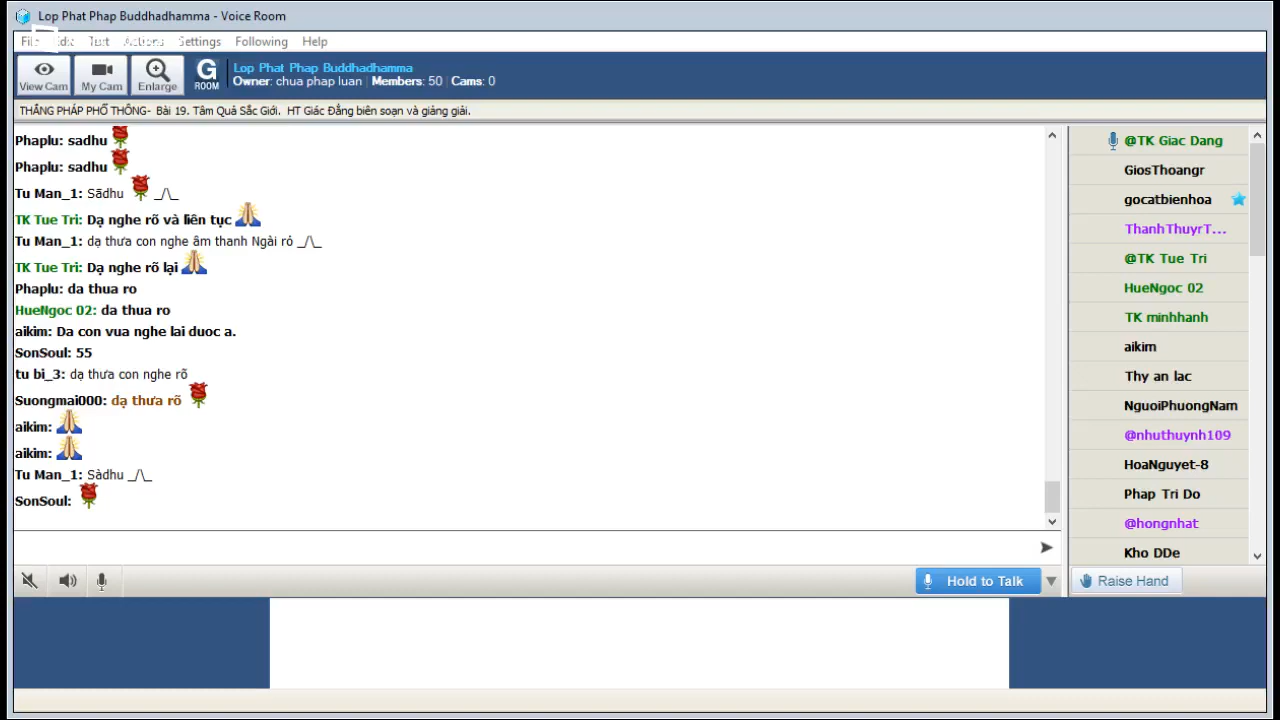 Lop Phat Phap Buddhadhamma - Voice Room
Text Actions Settings Following Help
View Cam
My Cam
Enlarge
G
ROOM
Lop Phat Phap Buddhadhamma
Owner: chua phap luan Members: 50 Cams: 0
THẮNG PHÁP PHỔ THÔNG- Bài 19. Tâm Quả Sắc Giới. HT Giác Đẳng biên soạn và giảng giải.
Phaplu: sadhu
Phaplu: sadhu
Tu Man_1: Sādhu _/\_
TK Tue Tri: Dạ nghe rõ và liên tục
Tu Man_1: dạ thưa con nghe âm thanh Ngài rỏ _/\_
TK Tue Tri: Dạ nghe rõ lại
Phaplu: da thua ro
HueNgoc 02: da thua ro
aikim: Da con vua nghe lai duoc a.
SonSoul: 55
tu bi_3: dạ thưa con nghe rõ
Suongmai000: dạ thưa rõ
aikim:
aikim:
Tu Man_1: Sàdhu _/\_
SonSoul:
Hold to Talk
@TK Giac Dang
GiosThoangr
gocatbienhoa
ThanhThuyrT...
@TK Tue Tri
HueNgoc 02
TK minhhanh
aikim
Thy an lac
NguoiPhuongNam
@nhuthuynh109
HoaNguyet-8
Phap Tri Do
@hongnhat
Kho DDe
Raise Hand